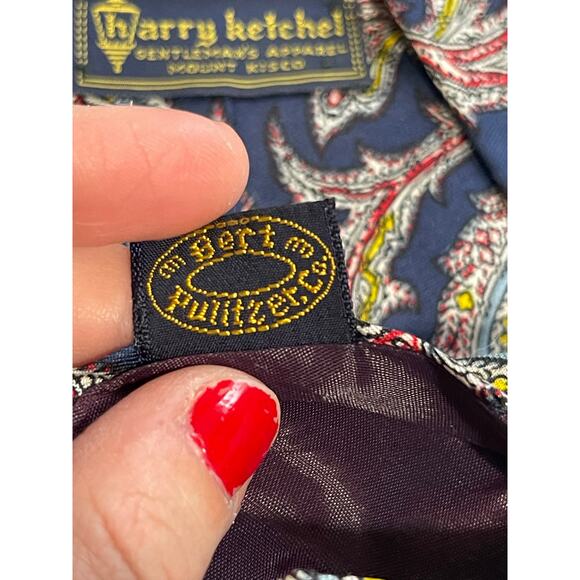 harry ketchel
GENTLEMAN'S APPAREL
MOUNT KISCO
Bert
Pulitzer, Co.